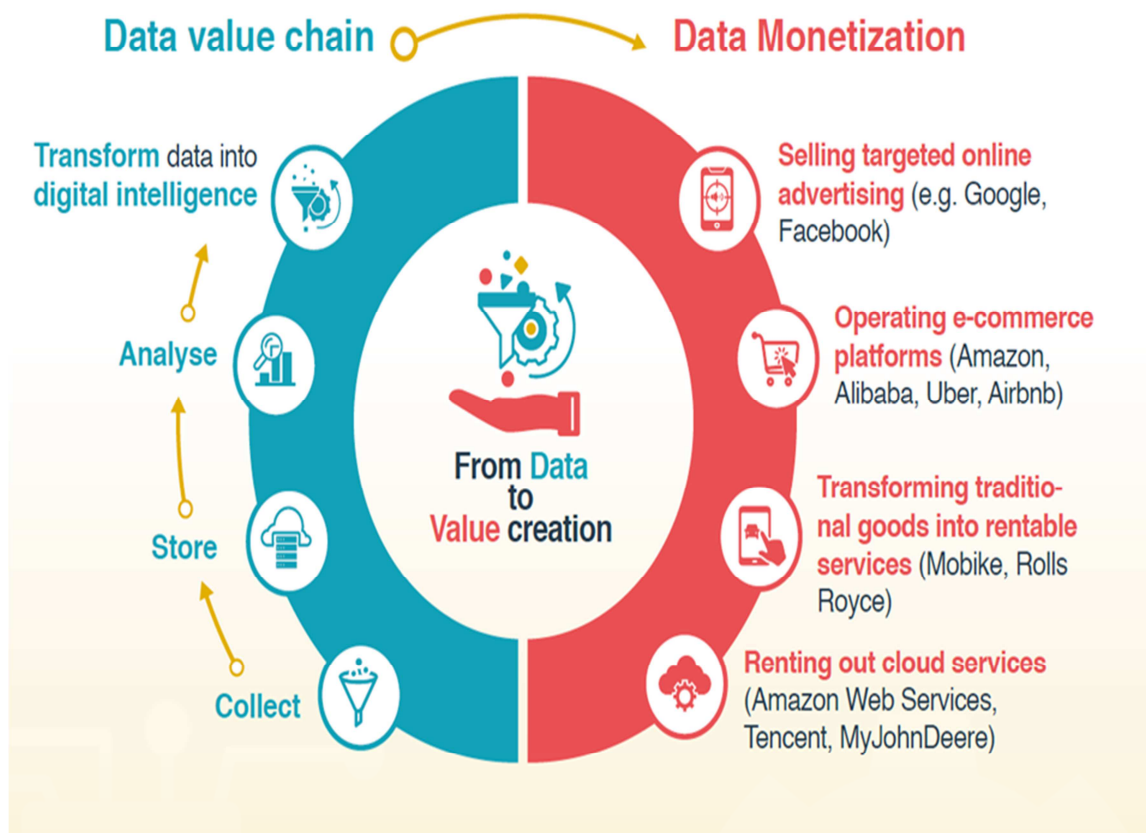 Data value chain
Data Monetization
Transform data into
digital intelligence
Analyse
Store
Collect
From Data
to
Value creation
Selling targeted online
advertising (e.g. Google,
Facebook)
Operating e-commerce
platforms (Amazon,
Alibaba, Uber, Airbnb)
Transforming traditio-
nal goods into rentable
services (Mobike, Rolls
Royce)
Renting out cloud services
(Amazon Web Services,
Tencent, MyJohnDeere)